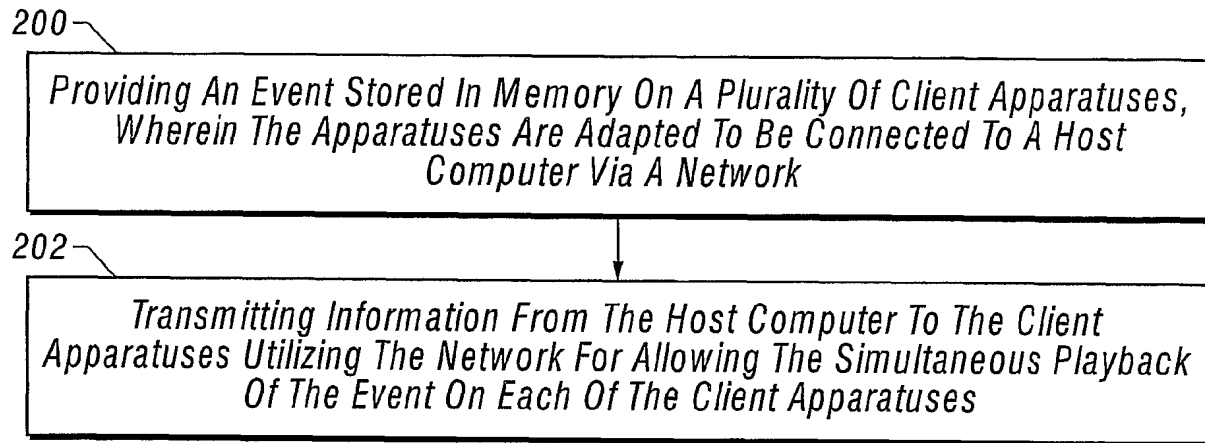 200
Providing An Event Stored In Memory On A Plurality Of Client Apparatuses,
Wherein The Apparatuses Are Adapted To Be Connected To A Host
Computer Via A Network
202
Transmitting Information From The Host Computer To The Client
Apparatuses Utilizing The Network For Allowing The Simultaneous Playback
Of The Event On Each Of The Client Apparatuses